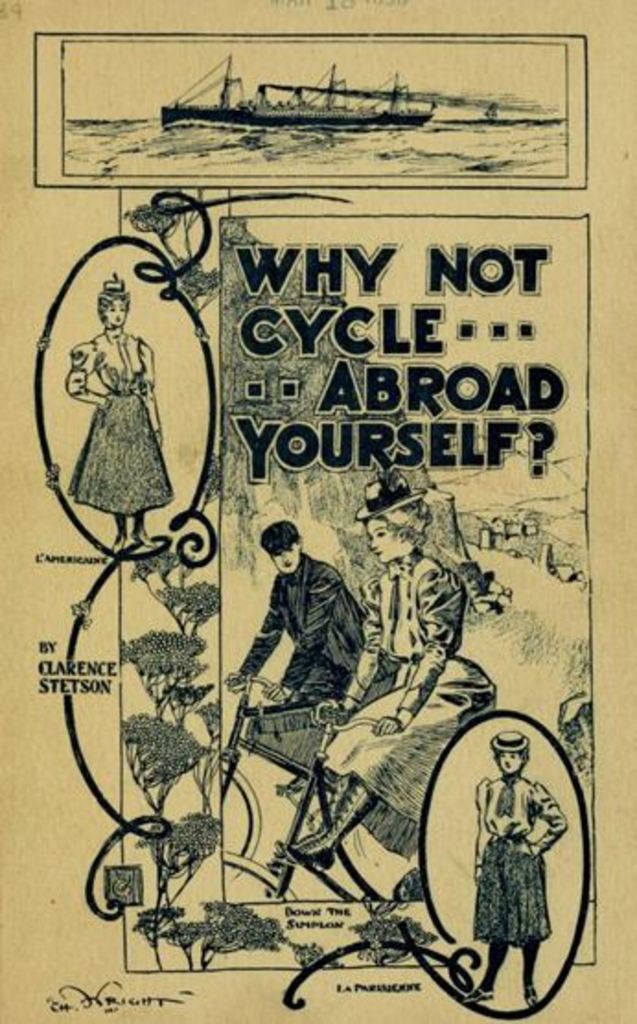 WHY NOT
CYCLE ...
.. ABROAD
YOURSELF?
L'AMERICAINE
BY
CLARENCE
STETSON
DOWN THE
SIMPLON
LA PARISIENNE
CH. WRIGHT